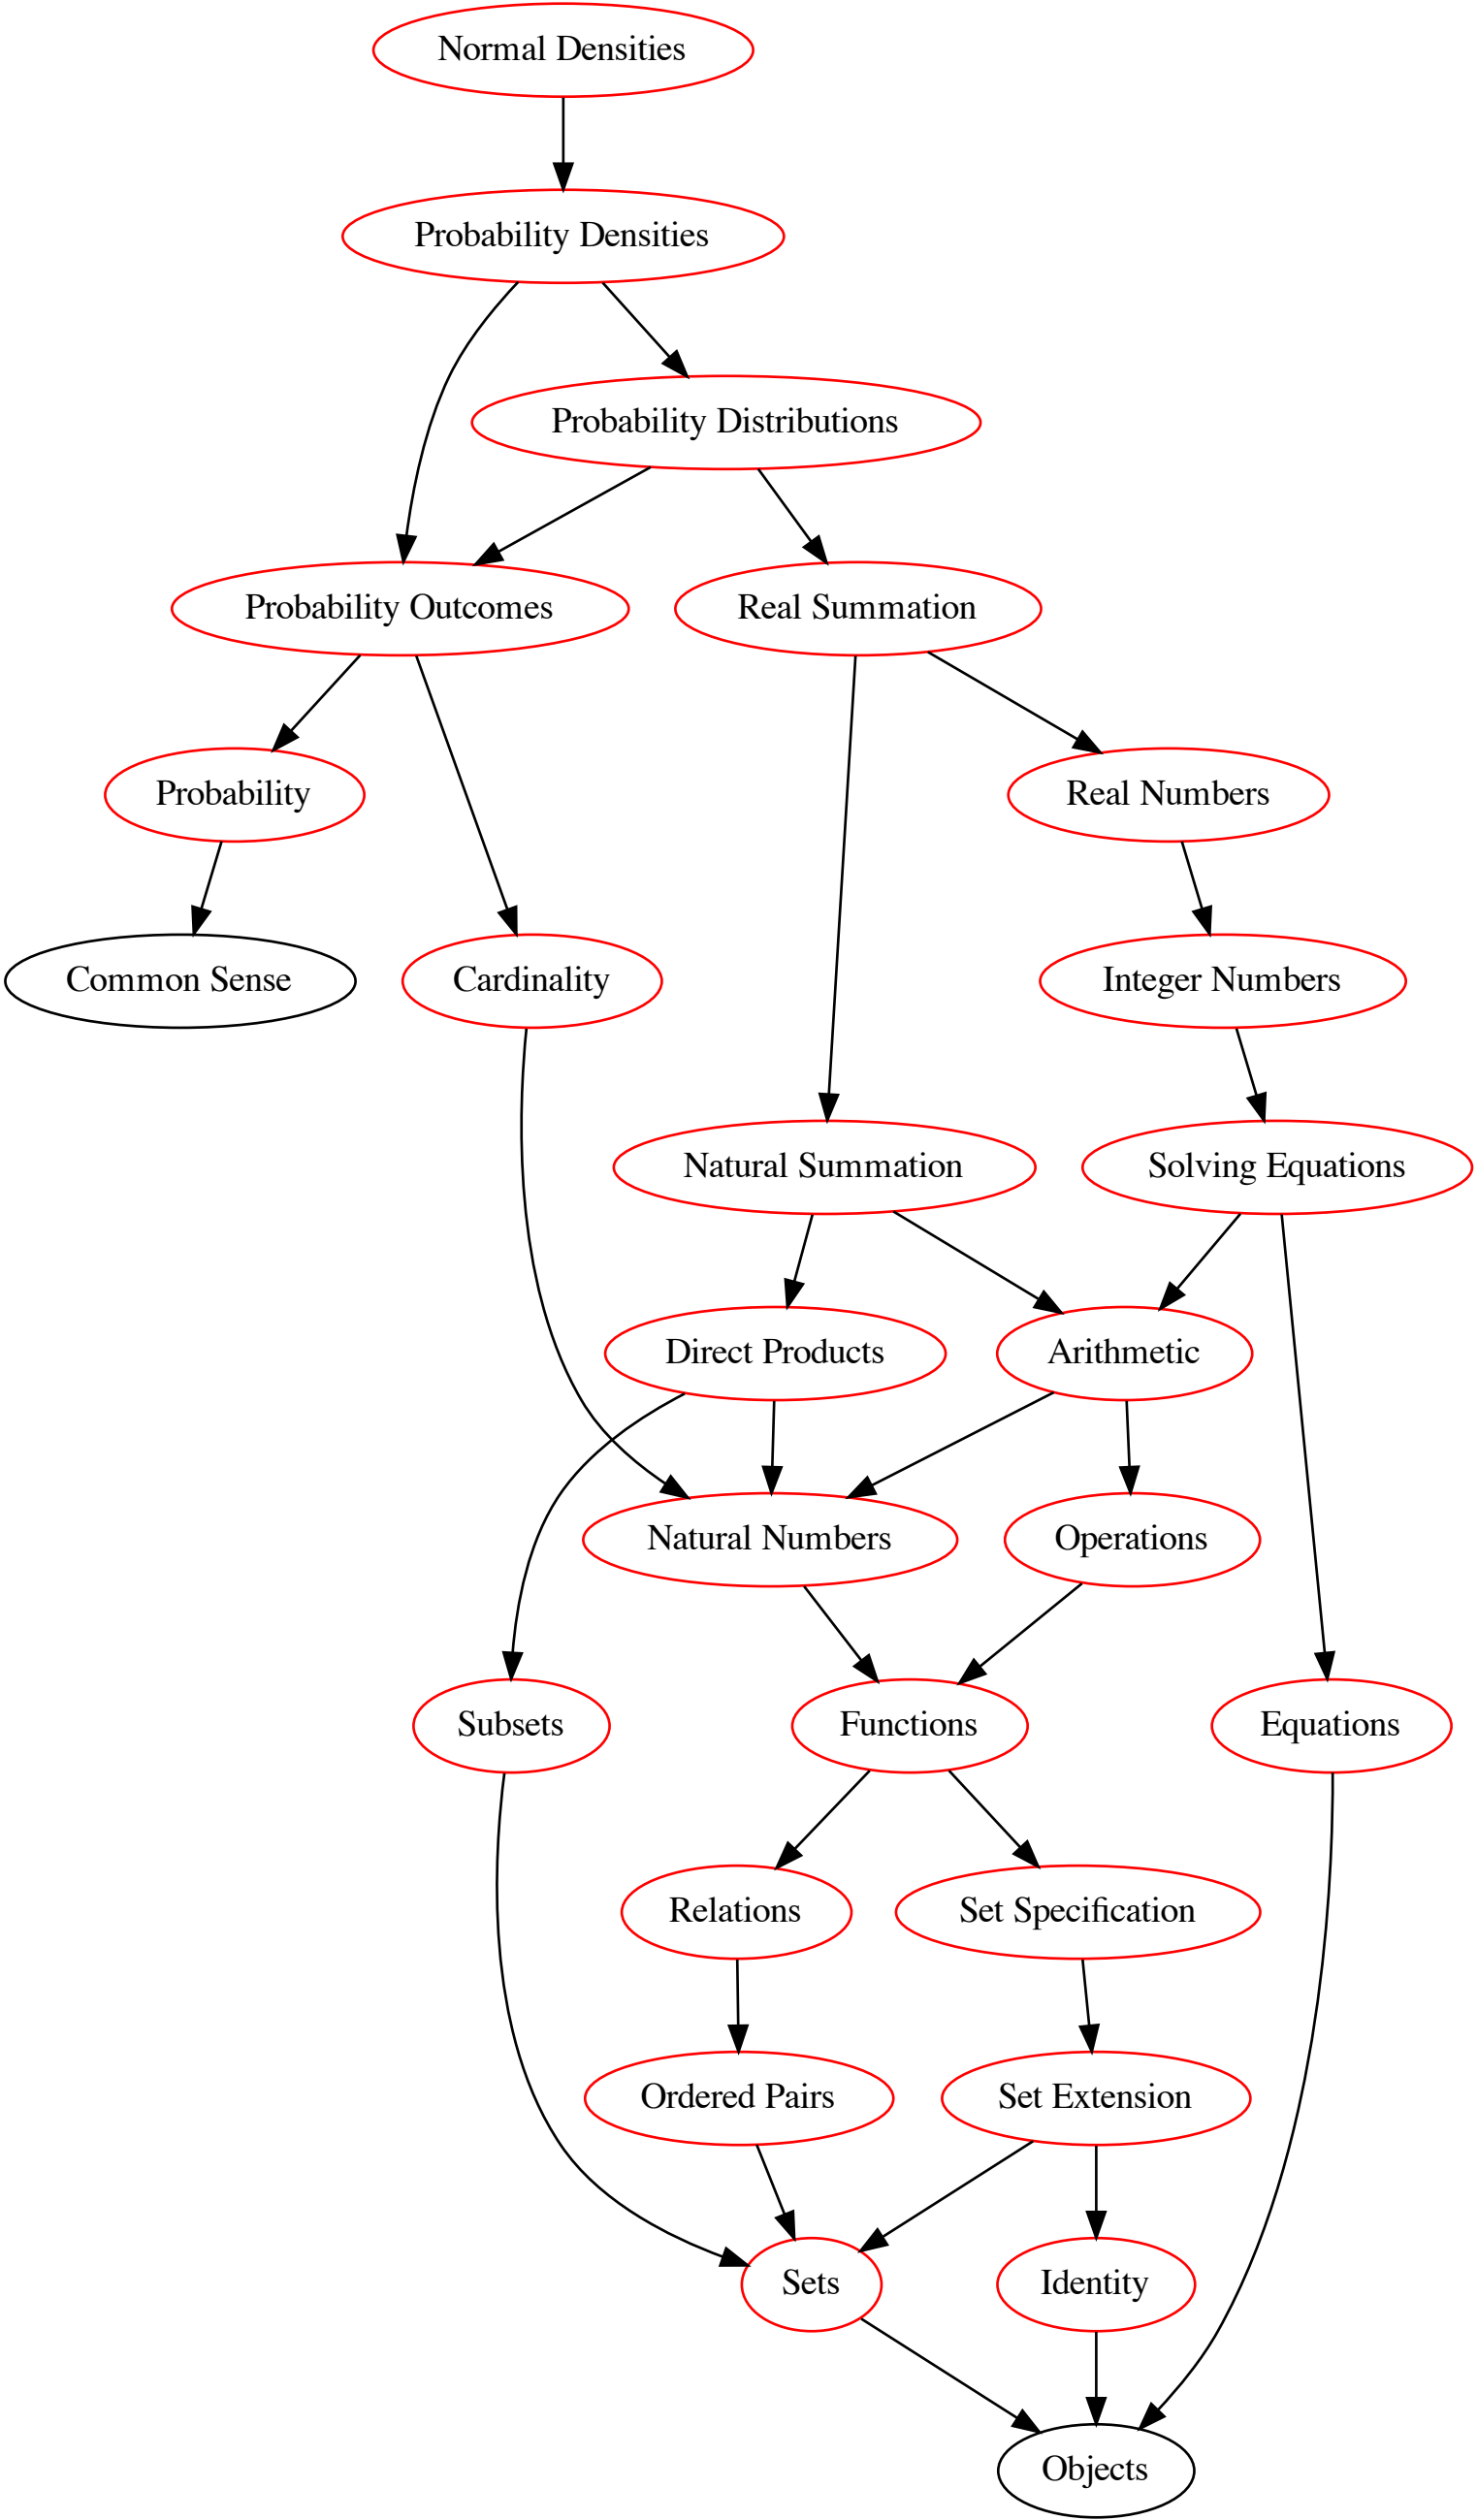 Normal Densities
Probability Densities
Probability Distributions
Probability Outcomes
Real Summation
Probability
Real Numbers
Common Sense
Cardinality
Integer Numbers
Natural Summation
Solving Equations
Direct Products
Arithmetic
Natural Numbers
Operations
Subsets
Functions
Equations
Relations
Set Specification
Ordered Pairs
Set Extension
Sets
Identity
Objects